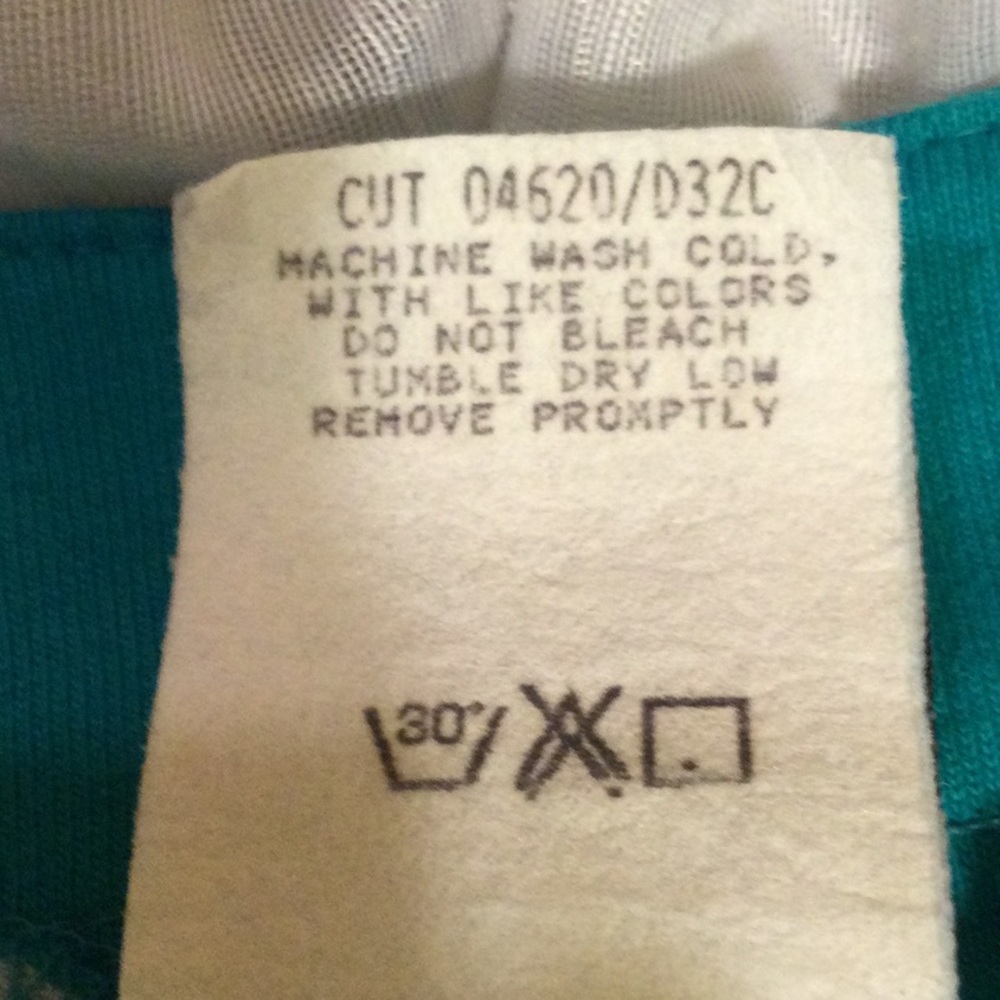 CUT 04620/D32C
MACHINE WASH COLD,
WITH LIKE COLORS
DO NOT BLEACH
TUMBLE DRY LOW
REMOVE PROMPTLY
30°